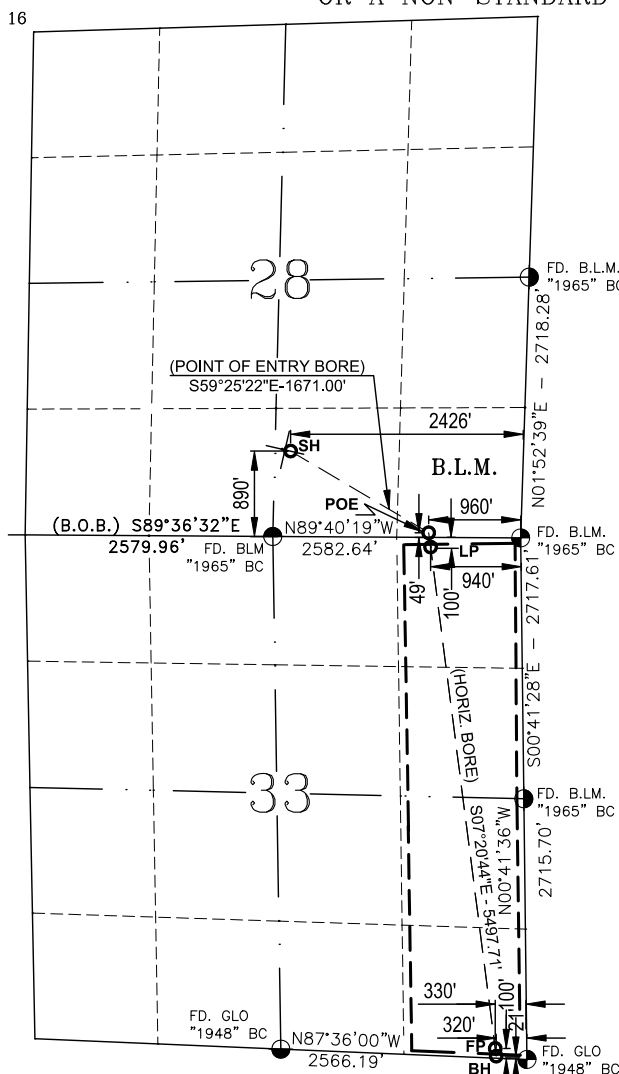 OR A NON-STANDARD
16
28
FD. B.L.M.
"1965" BC
N01°52'39"E - 2718.28'
(POINT OF ENTRY BORE)
S59°25'22"E-1671.00'
2426'
SH
890'
B.L.M.
POE
960'
(B.O.B.) S89°36'32"E
2579.96'
N89°40'19"W
2582.64'
FD. BLM
"1965" BC
FD. B.LM.
"1965" BC
LP
940'
49'
100'
S00°41'28"E - 2717.61'
(HORIZ. BORE)
S07°20'44"E - 5497.71'
33
FD. B.LM.
"1965" BC
N00°41'36"W
2715.70'
330'
100'
320'
21'
FD. GLO
"1948" BC
N87°36'00"W
2566.19'
FP
BH
FD. GLO
"1948" BC